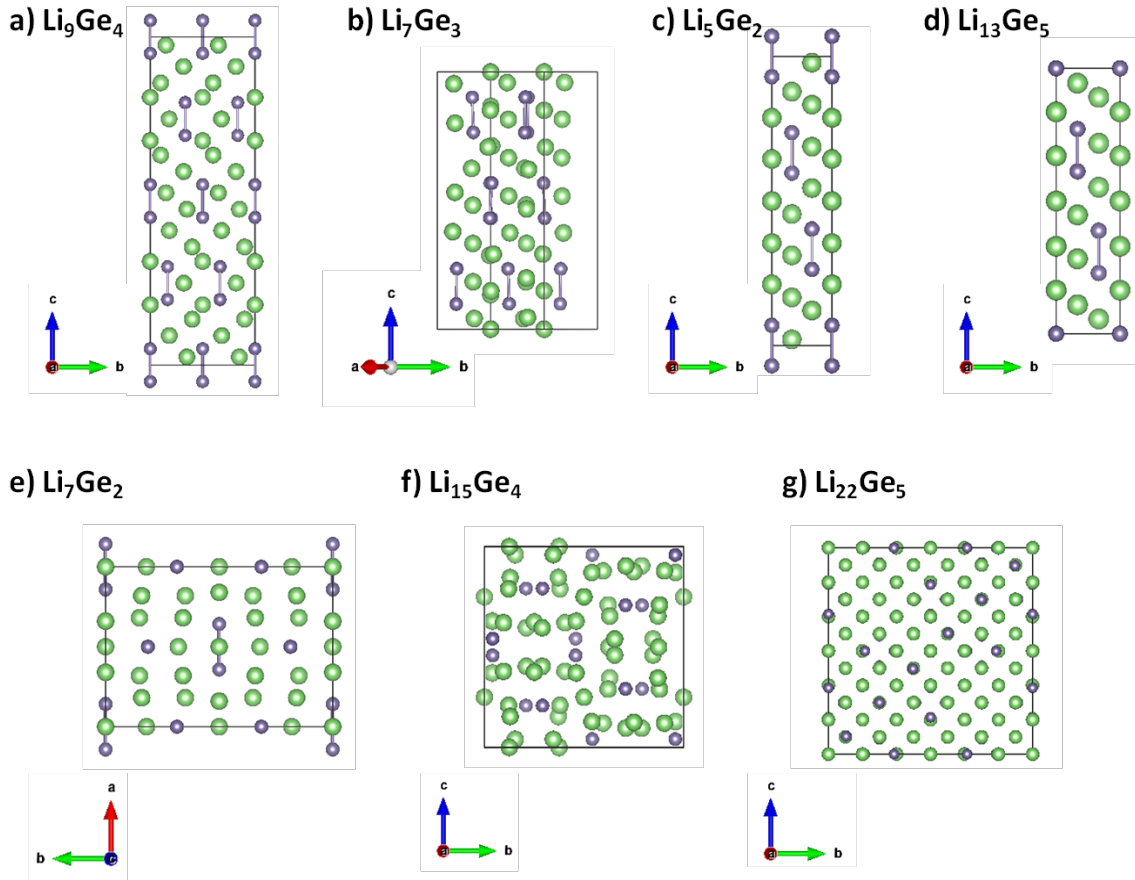 a) Li₉Ge₄
b) Li₇Ge₃
c) Li₅Ge₂
d) Li₁₃Ge₅
c
a
b
c
a
b
c
a
b
c
a
b
e) Li₇Ge₂
f) Li₁₅Ge₄
g) Li₂₂Ge₅
a
b
c
c
a
b
c
a
b